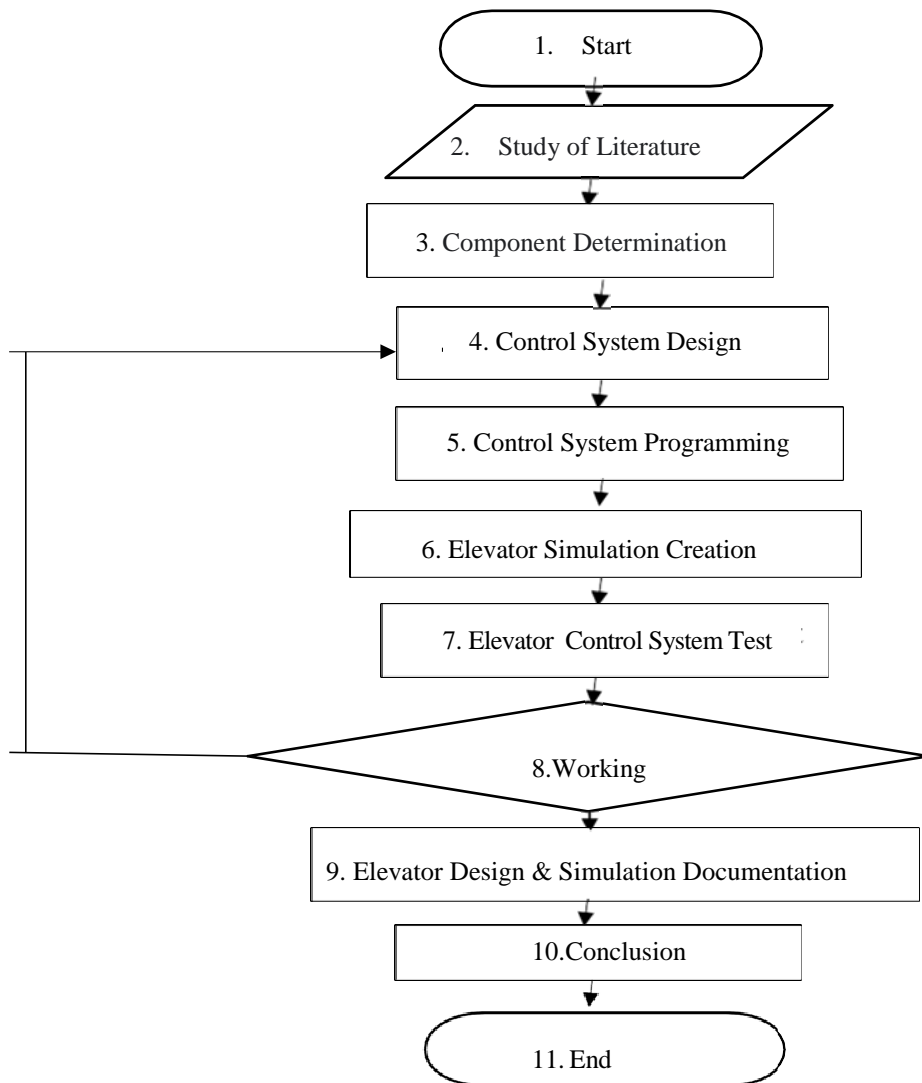 1. Start
2. Study of Literature
3. Component Determination
4. Control System Design
5. Control System Programming
6. Elevator Simulation Creation
7. Elevator Control System Test
8.Working
9. Elevator Design & Simulation Documentation
10.Conclusion
11. End